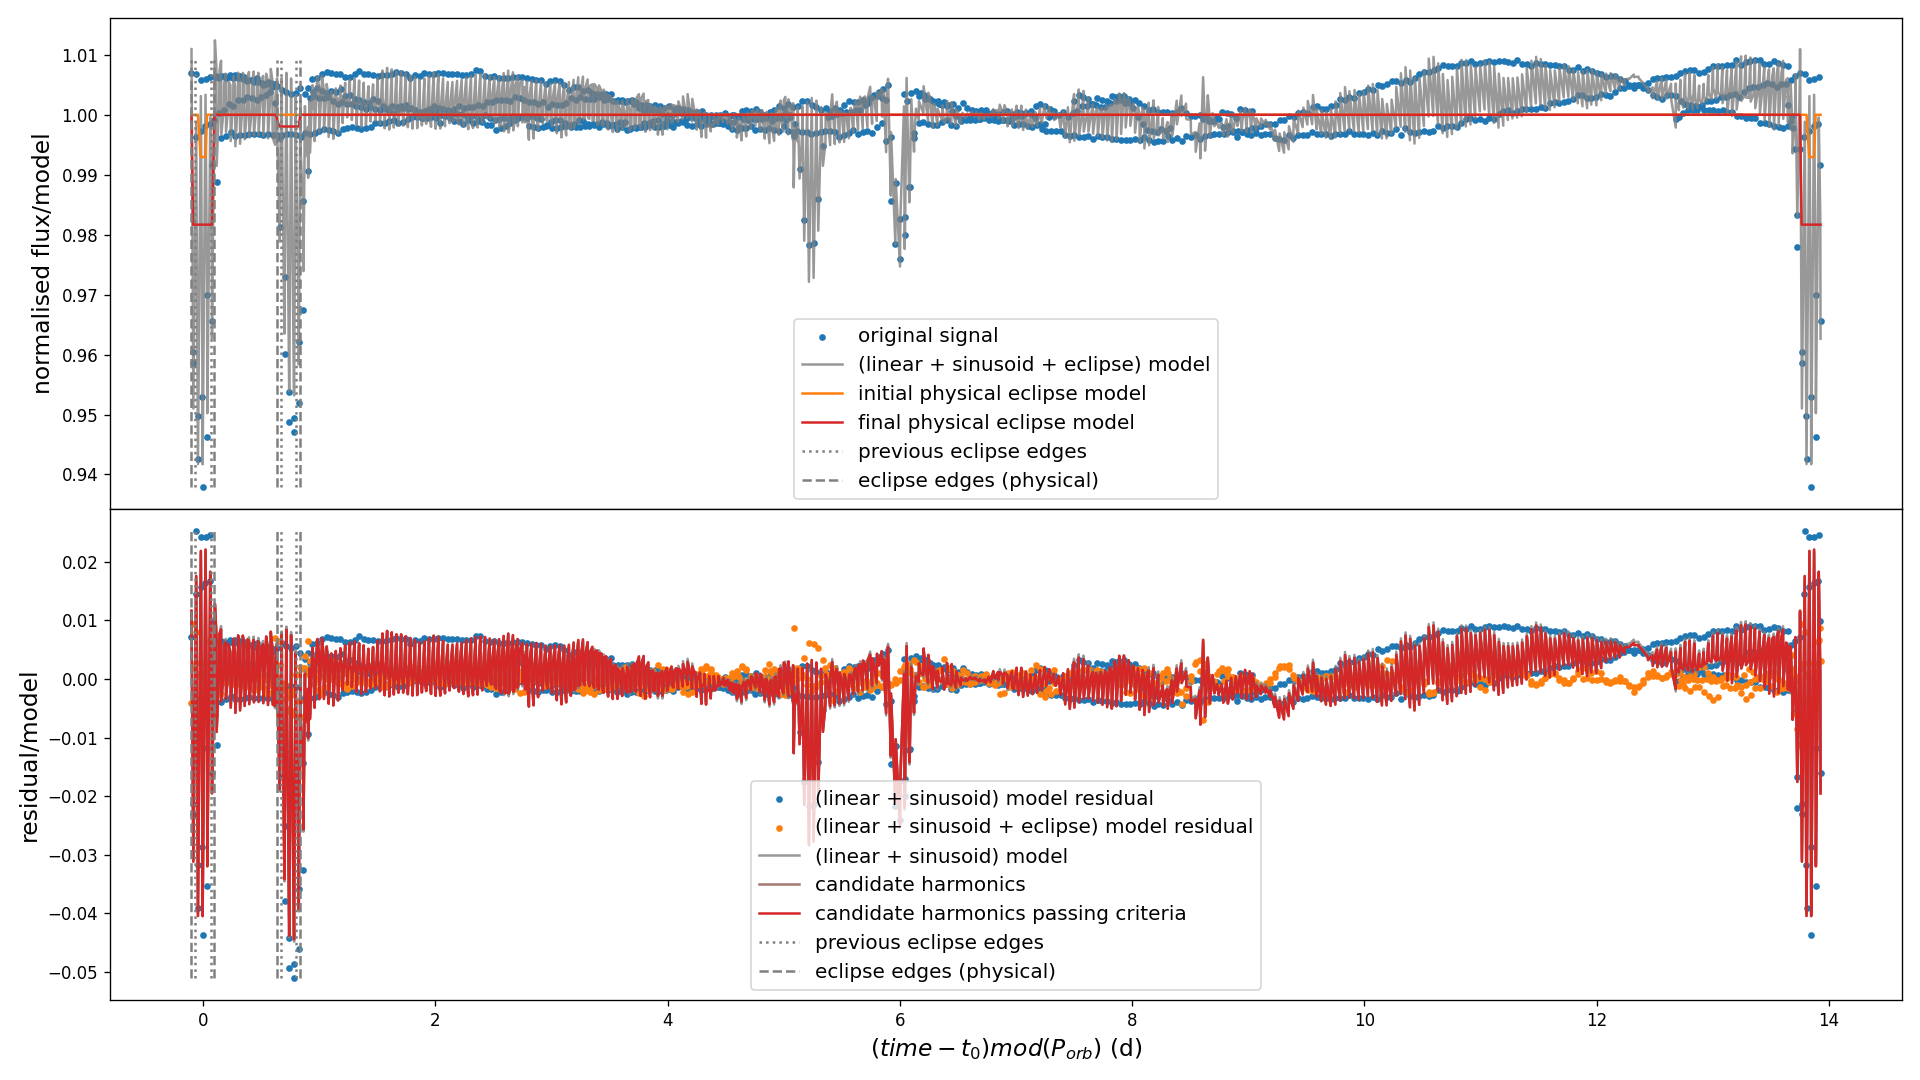 1.01
1.00
0.99
0.98
0.97
0.96
0.95
0.94
normalised flux/model
original signal
(linear + sinusoid + eclipse) model
initial physical eclipse model
final physical eclipse model
previous eclipse edges
eclipse edges (physical)
0.02
0.01
0.00
−0.01
−0.02
−0.03
−0.04
−0.05
residual/model
(linear + sinusoid) model residual
(linear + sinusoid + eclipse) model residual
(linear + sinusoid) model
candidate harmonics
candidate harmonics passing criteria
previous eclipse edges
eclipse edges (physical)
0 2 4 6 8 10 12 14
(time − t₀)mod(P_orb) (d)